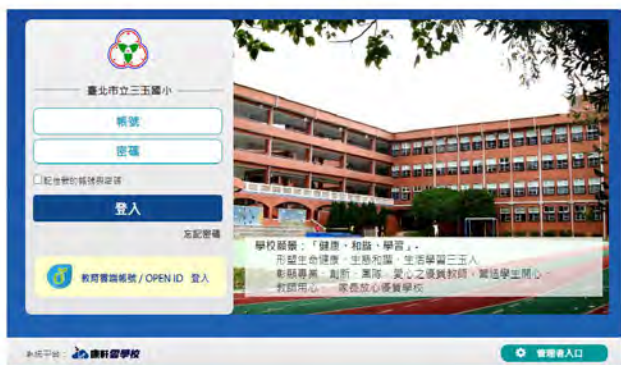 臺北市立三玉國小
帳號
密碼
記住我的帳號與密碼
登入
忘記密碼
教育雲端帳號 / OPEN ID 登入
學校願景：「健康、和諧、學習」。
形塑生命健康、生態和諧、生活學習三玉人
彰顯專業、創新、團隊、愛心之優質教師，營造學生開心、
教師用心、 家長放心優質學校
系統平台： 康軒雲學校
管理者入口